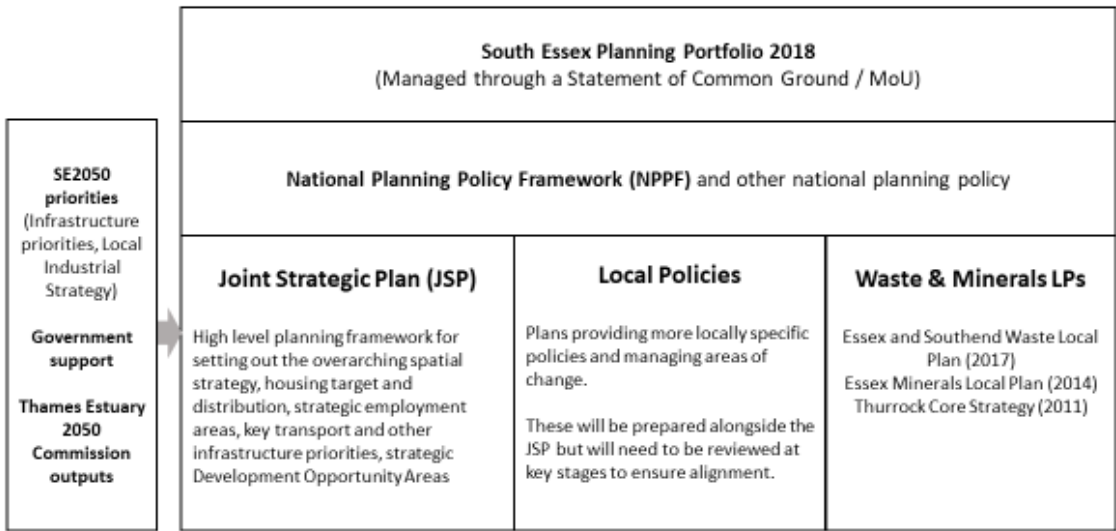 South Essex Planning Portfolio 2018
(Managed through a Statement of Common Ground / MoU)
National Planning Policy Framework (NPPF) and other national planning policy
SE2050
priorities
(Infrastructure
priorities, Local
Industrial
Strategy)
Government
support
Thames Estuary
2050
Commission
outputs
Joint Strategic Plan (JSP)
High level planning framework for
setting out the overarching spatial
strategy, housing target and
distribution, strategic employment
areas, key transport and other
infrastructure priorities, strategic
Development Opportunity Areas
Local Policies
Plans providing more locally specific
policies and managing areas of
change.
These will be prepared alongside the
JSP but will need to be reviewed at
key stages to ensure alignment.
Waste & Minerals LPs
Essex and Southend Waste Local
Plan (2017)
Essex Minerals Local Plan (2014)
Thurrock Core Strategy (2011)